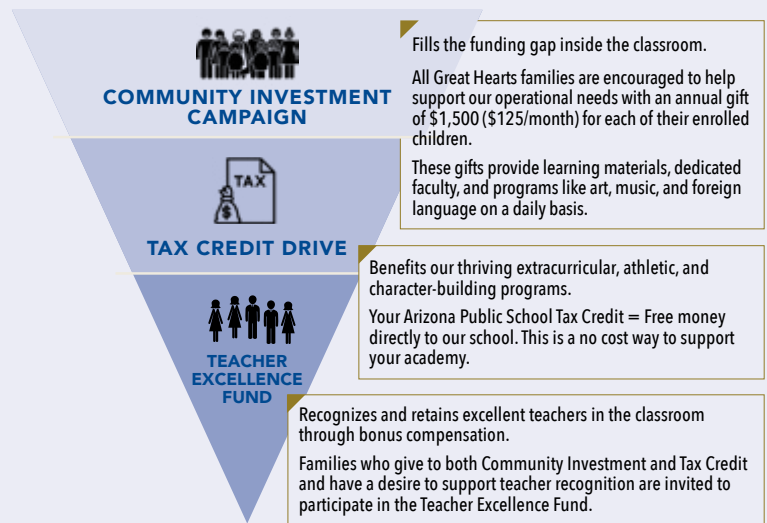 COMMUNITY INVESTMENT
CAMPAIGN
Fills the funding gap inside the classroom.
All Great Hearts families are encouraged to help
support our operational needs with an annual gift
of $1,500 ($125/month) for each of their enrolled
children.
These gifts provide learning materials, dedicated
faculty, and programs like art, music, and foreign
language on a daily basis.
TAX
$
TAX CREDIT DRIVE
Benefits our thriving extracurricular, athletic, and
character-building programs.
Your Arizona Public School Tax Credit = Free money
directly to our school. This is a no cost way to support
your academy.
TEACHER
EXCELLENCE
FUND
Recognizes and retains excellent teachers in the classroom
through bonus compensation.
Families who give to both Community Investment and Tax Credit
and have a desire to support teacher recognition are invited to
participate in the Teacher Excellence Fund.